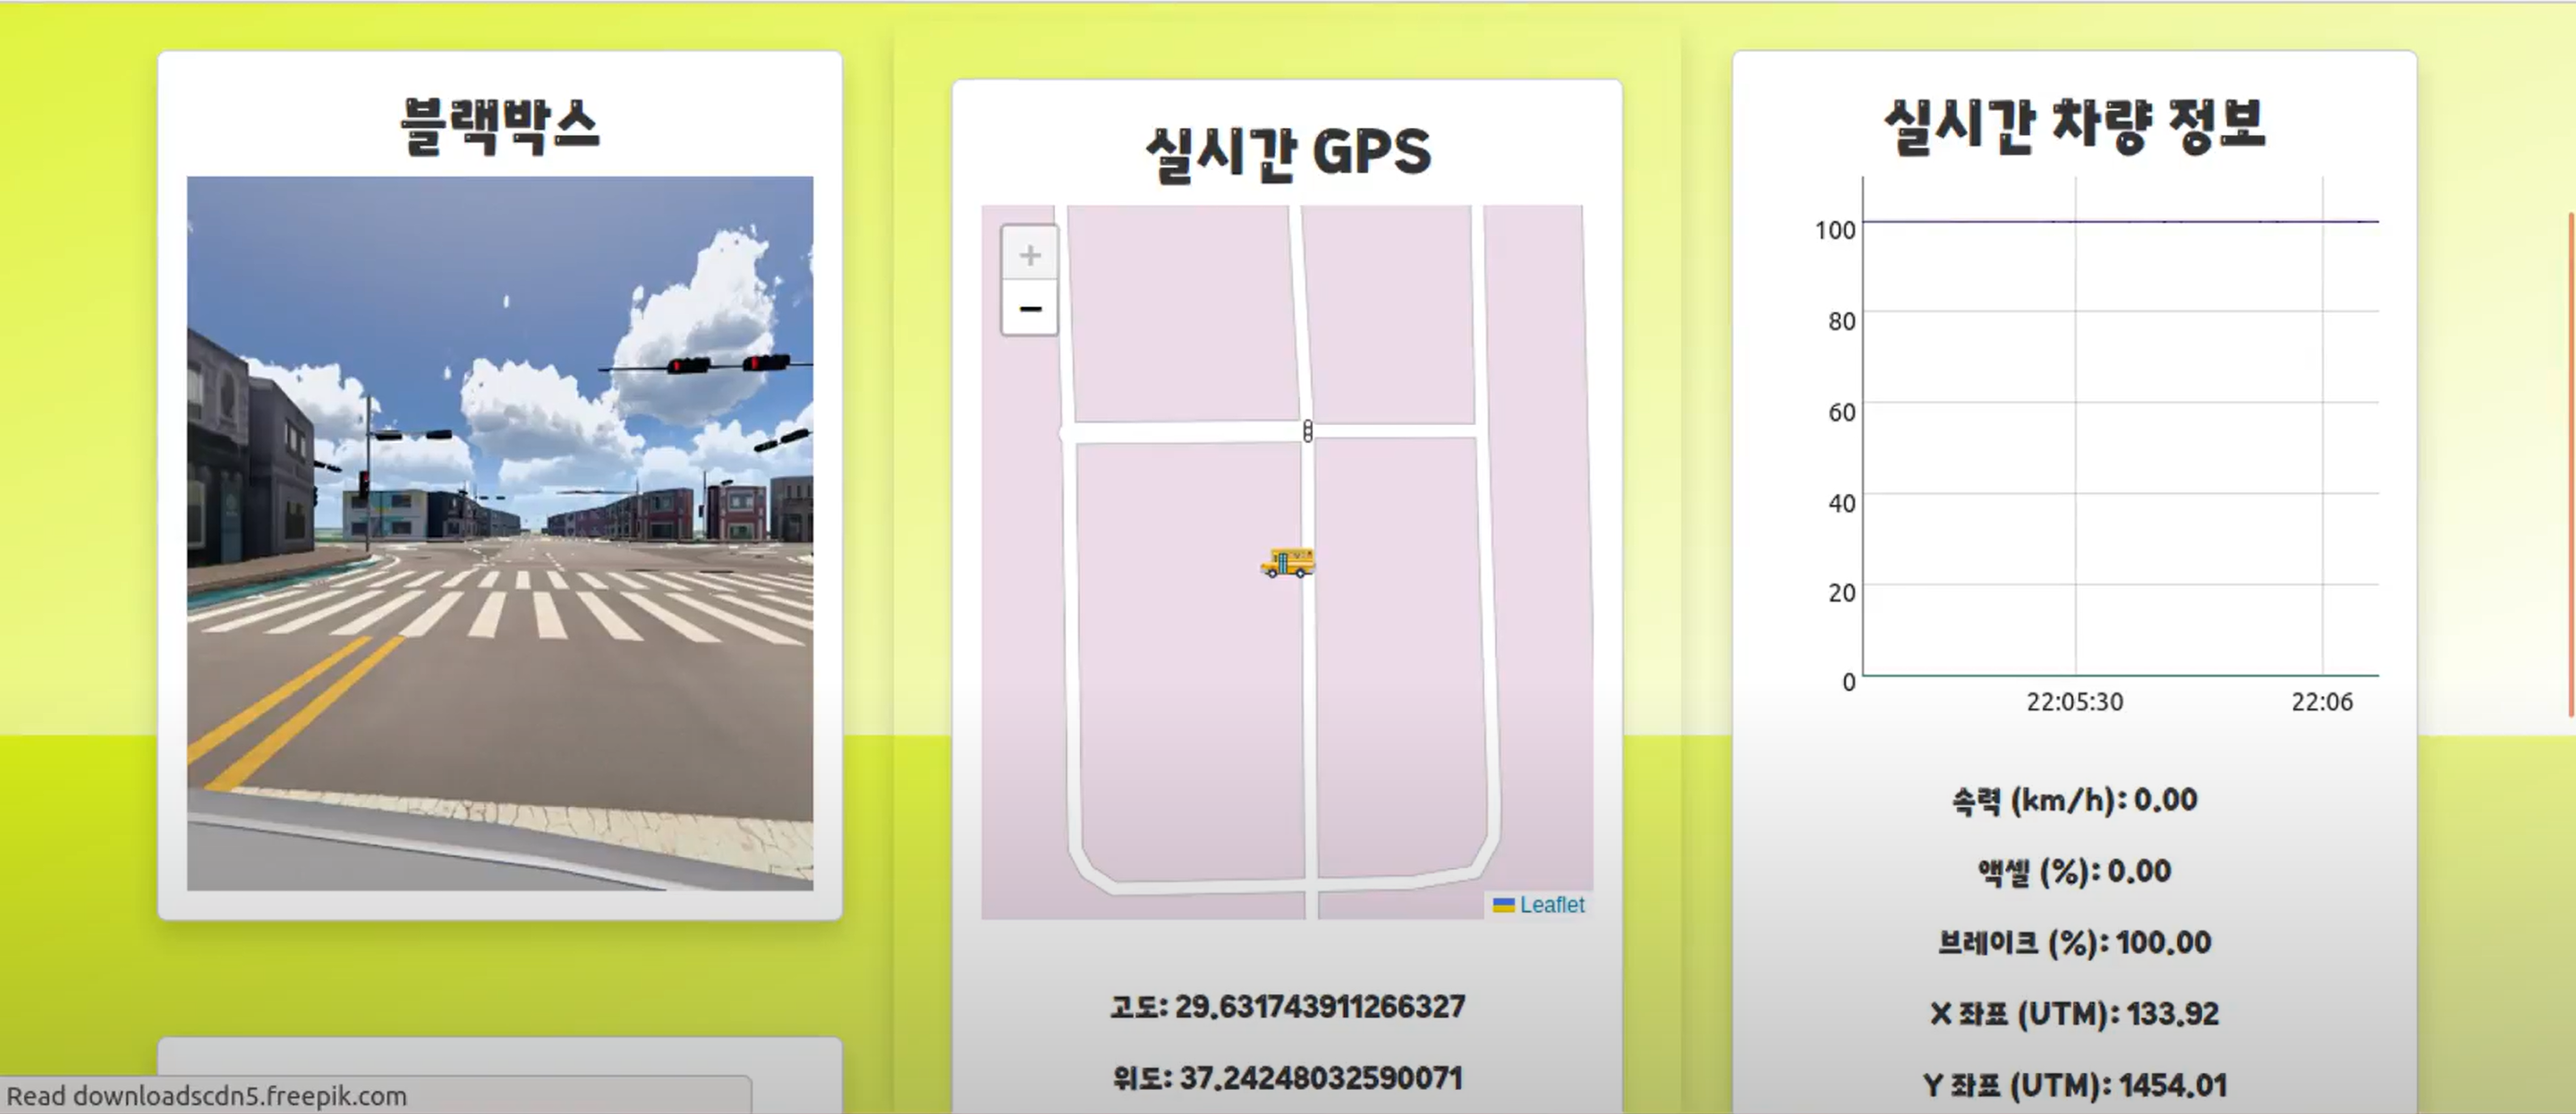 블랙박스
실시간 GPS
+
−
Leaflet
고도: 29.631743911266327
위도: 37.24248032590071
실시간 차량 정보
100
80
60
40
20
0
22:05:30
22:06
속력 (km/h): 0.00
액셀 (%): 0.00
브레이크 (%): 100.00
X 좌표 (UTM): 133.92
Y 좌표 (UTM): 1454.01
Read downloadscdn5.freepik.com